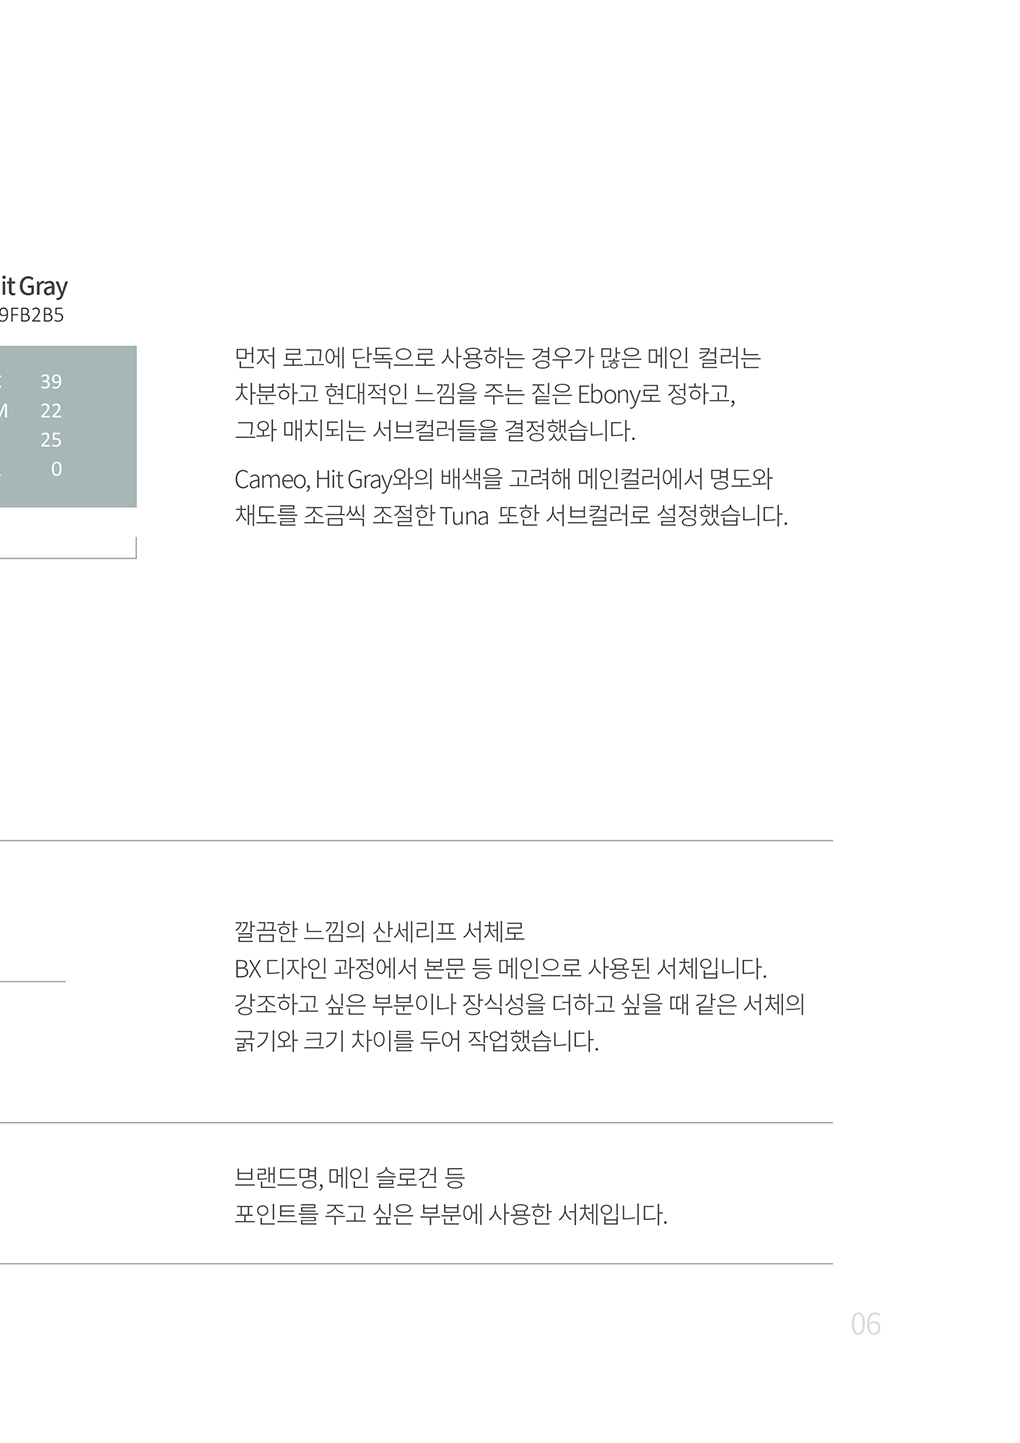 it Gray
9FB2B5
39
M 22
25
0
먼저 로고에 단독으로 사용하는 경우가 많은 메인 컬러는
차분하고 현대적인 느낌을 주는 짙은 Ebony로 정하고,
그와 매치되는 서브컬러들을 결정했습니다.
Cameo, Hit Gray와의 배색을 고려해 메인컬러에서 명도와
채도를 조금씩 조절한 Tuna 또한 서브컬러로 설정했습니다.
깔끔한 느낌의 산세리프 서체로
BX 디자인 과정에서 본문 등 메인으로 사용된 서체입니다.
강조하고 싶은 부분이나 장식성을 더하고 싶을 때 같은 서체의
굵기와 크기 차이를 두어 작업했습니다.
브랜드명, 메인 슬로건 등
포인트를 주고 싶은 부분에 사용한 서체입니다.
06